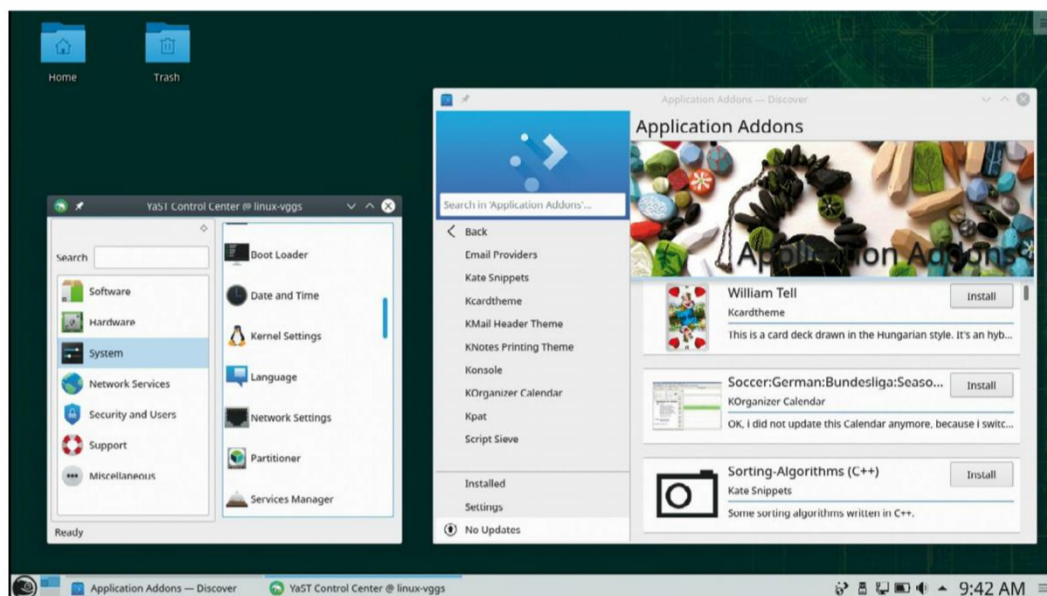 Home
Trash
YaST Control Center @ linux-vggs
Search
Software
Hardware
System
Network Services
Security and Users
Support
Miscellaneous
Boot Loader
Date and Time
Kernel Settings
Language
Network Settings
Partitioner
Services Manager
Ready
Application Addons — Discover
Search in 'Application Addons'...
Back
Email Providers
Kate Snippets
Kcardtheme
KMail Header Theme
KNotes Printing Theme
Konsole
KOrganizer Calendar
Kpat
Script Sieve
Installed
Settings
No Updates
Application Addons
Application Addons
William Tell
Install
Kcardtheme
This is a card deck drawn in the Hungarian style. It's an hyb...
Soccer:German:Bundesliga:Seaso...
Install
KOrganizer Calendar
OK, i did not update this Calendar anymore, because i switc...
Sorting-Algorithms (C++)
Install
Kate Snippets
Some sorting algorithms written in C++.
Application Addons — Discover
YaST Control Center @ linux-vggs
9:42 AM